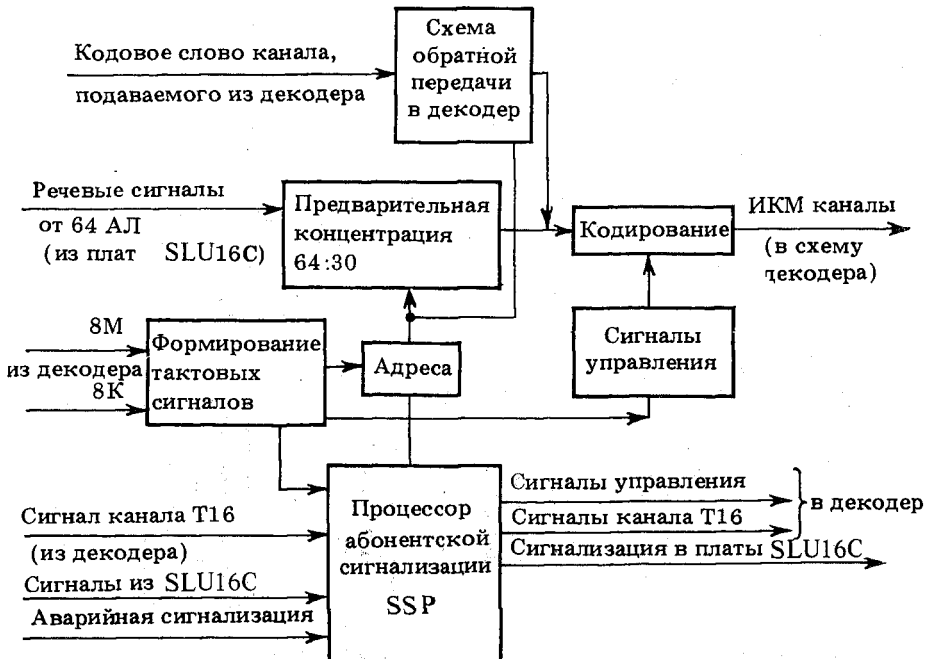 Схема
обратной
передачи
в декодер
Кодовое слово канала,
подаваемого из декодера
Речевые сигналы
от 64 АЛ
(из плат SLU16C)
Предварительная
концентрация
64:30
Кодирование
ИКМ каналы
(в схему
декодера)
8М
из декодера
8К
Формирование
тактовых
сигналов
Адреса
Сигналы
управления
Сигнал канала Т16
(из декодера)
Сигналы из SLU16C
Аварийная сигнализация
Процессор
абонентской
сигнализации
SSP
Сигналы управления
Сигналы канала Т16
в декодер
Сигнализация в платы SLU16C